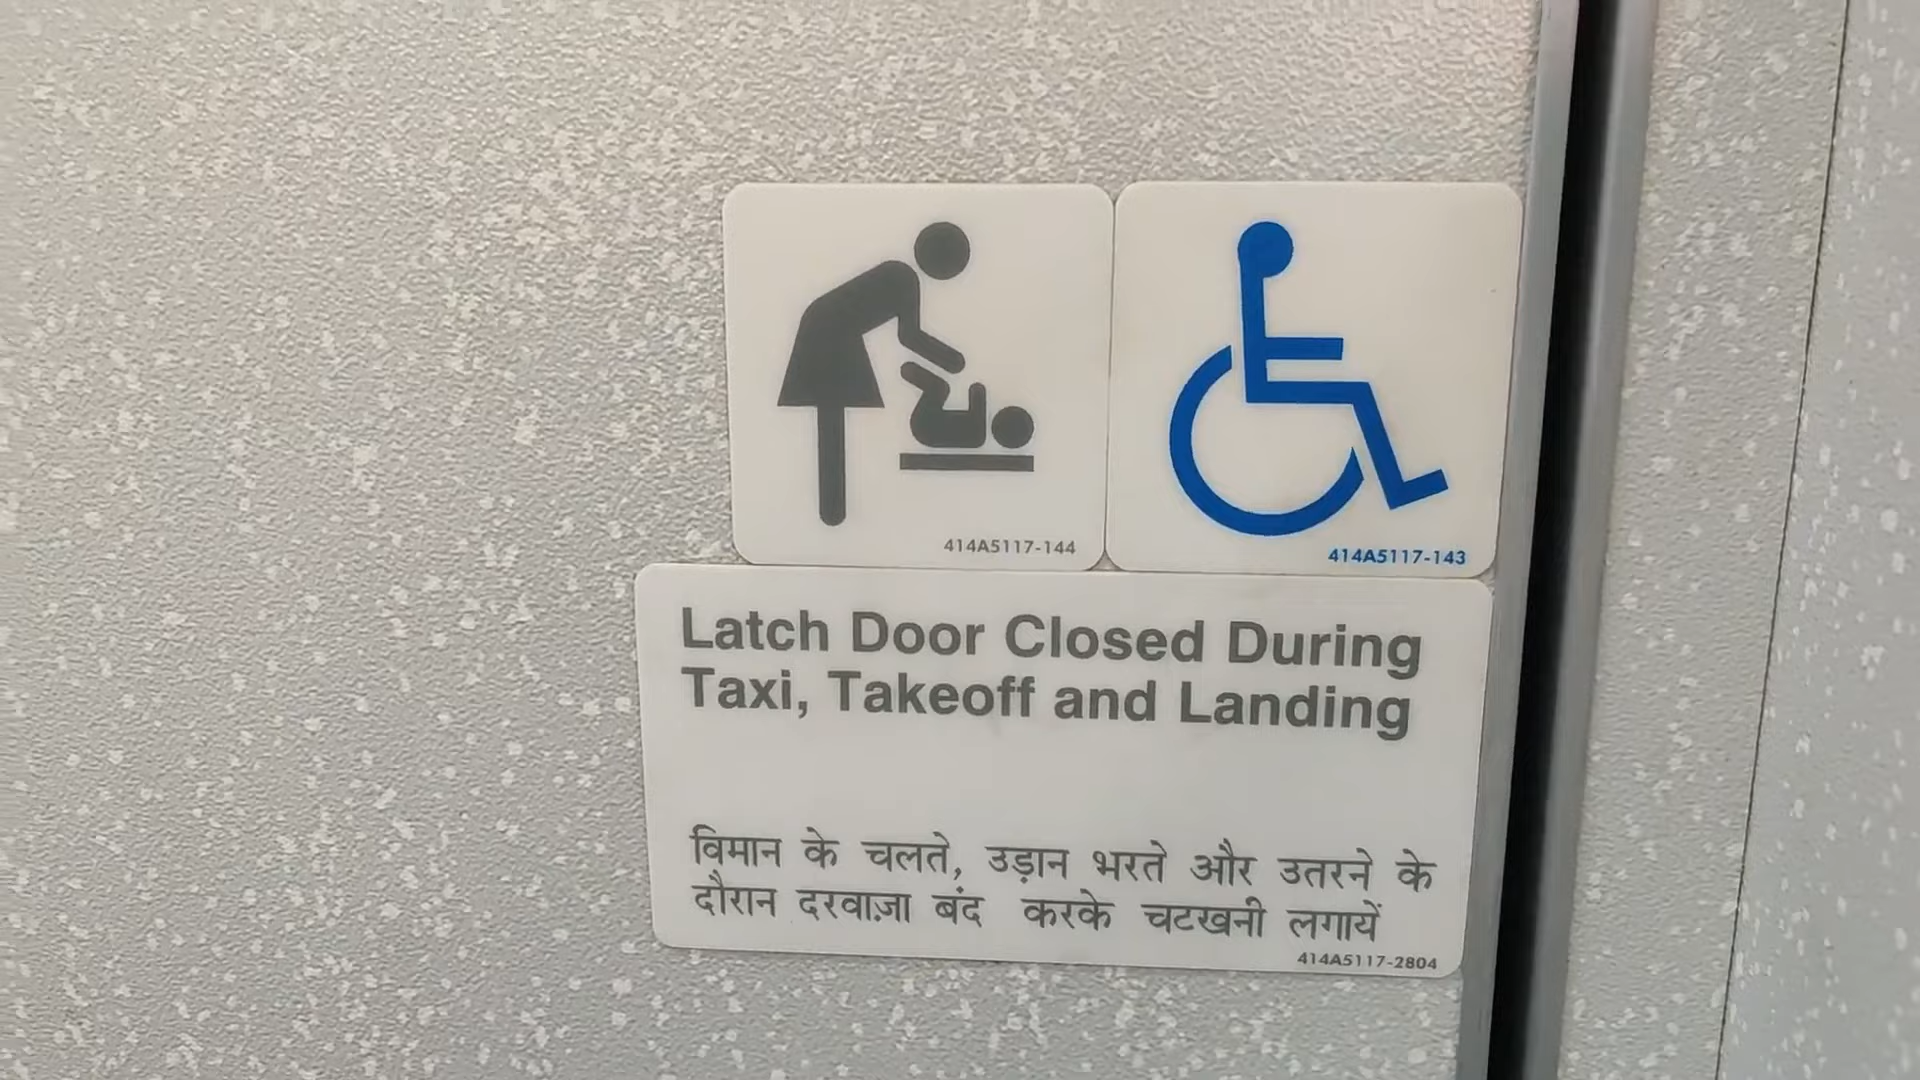 414A5117-144
414A5117-143
Latch Door Closed During
Taxi, Takeoff and Landing
विमान के चलते, उड़ान भरते और उतरने के
दौरान दरवाज़ा बंद करके चटखनी लगायें
414A5117-2804